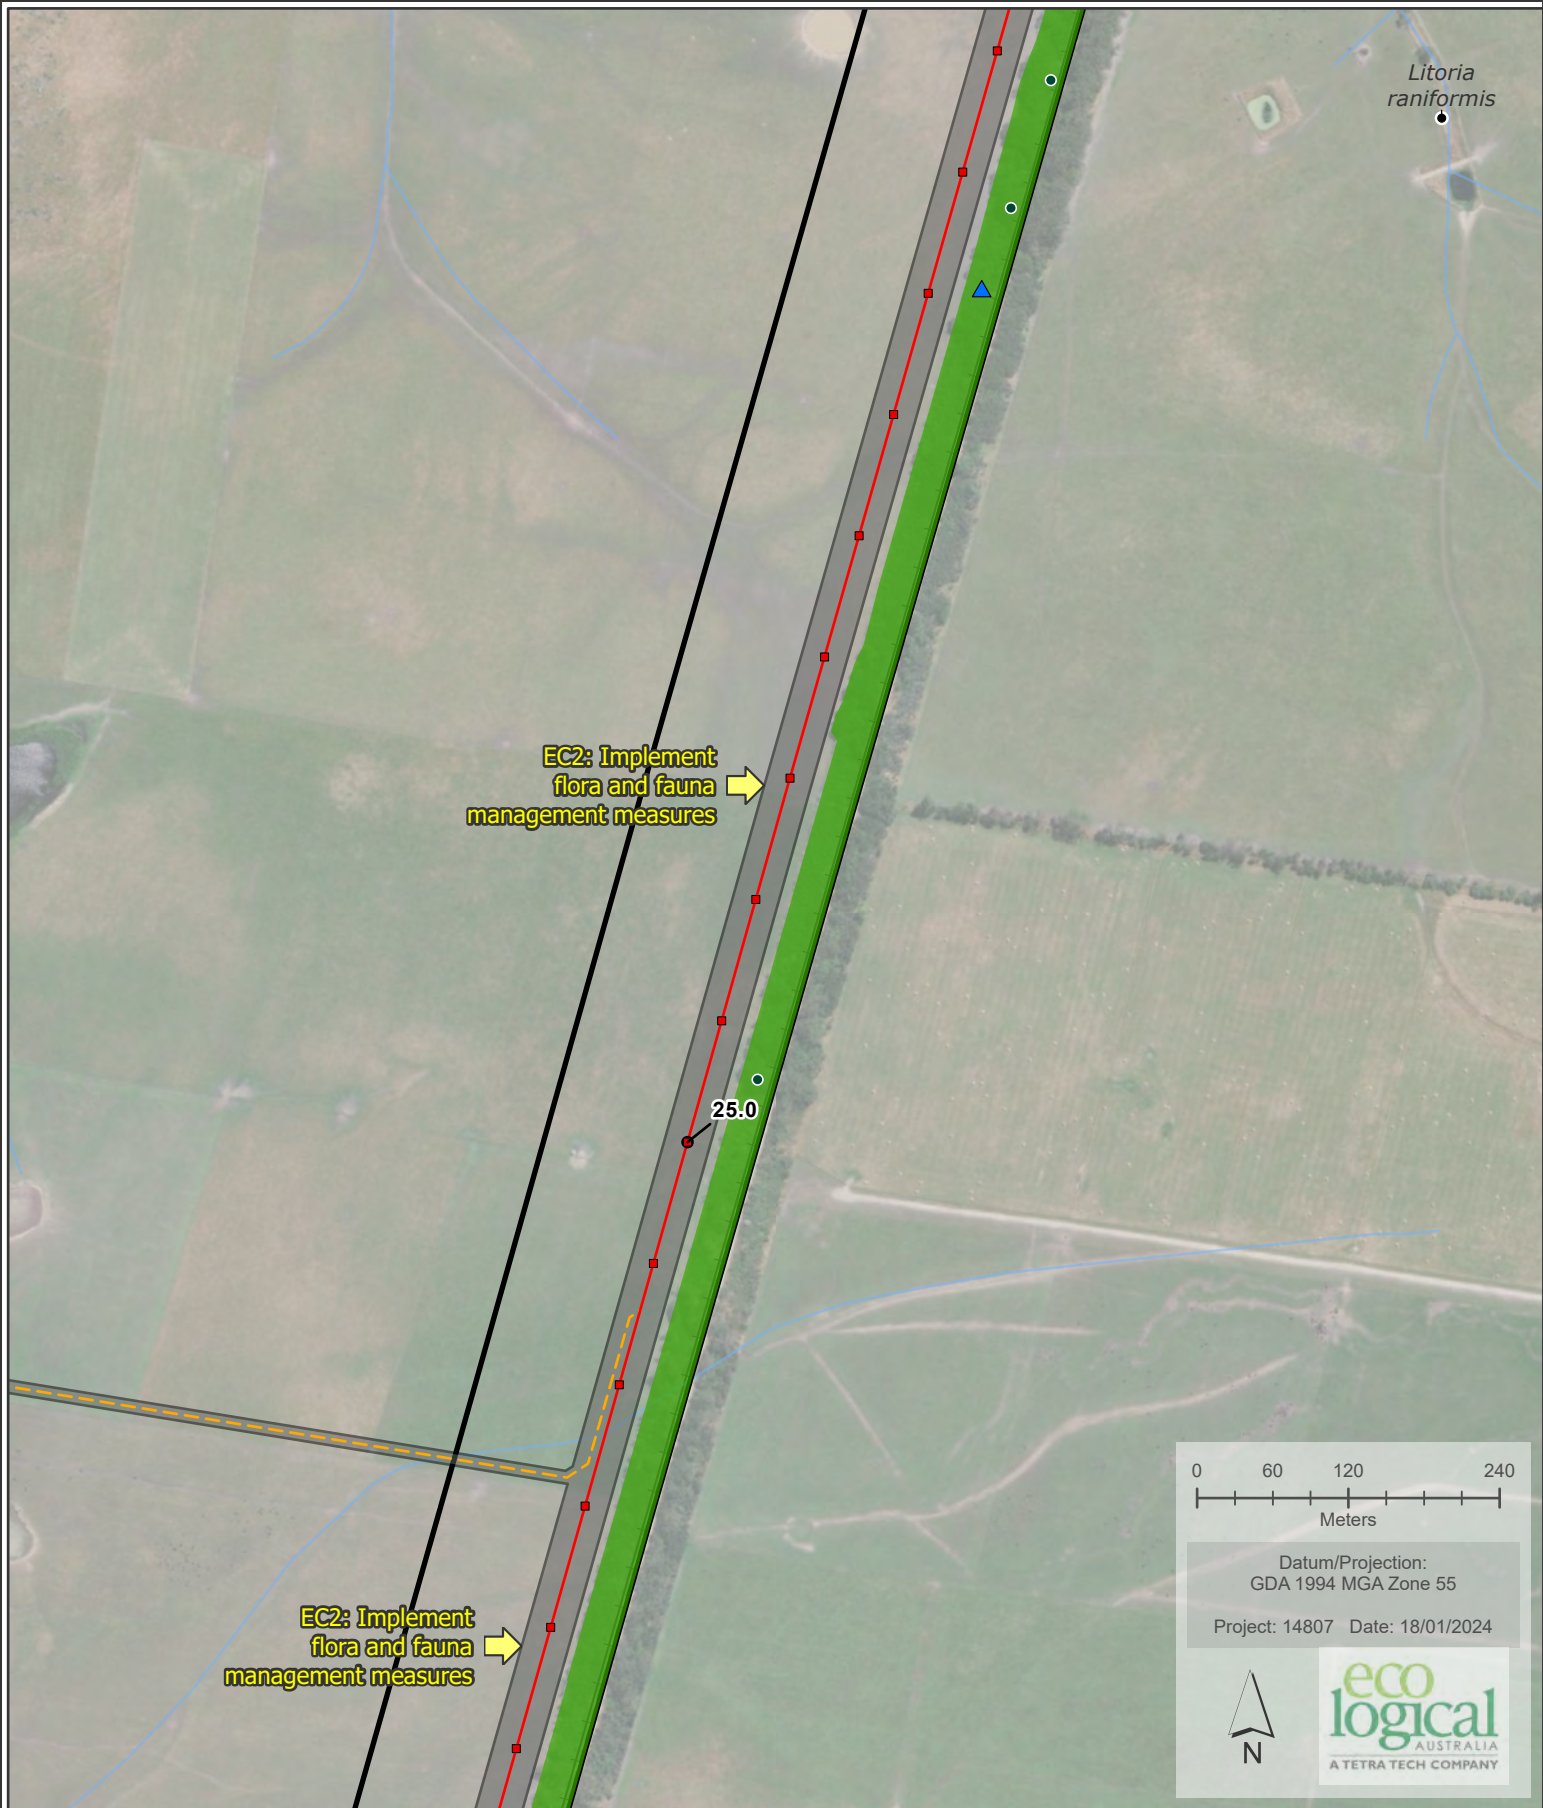 Litoria
raniformis
EC2: Implement
flora and fauna
management measures
25.0
EC2: Implement
flora and fauna
management measures
0 60 120 240
Meters
Datum/Projection:
GDA 1994 MGA Zone 55
Project: 14807 Date: 18/01/2024
N
eco
logical
AUSTRALIA
A TETRA TECH COMPANY